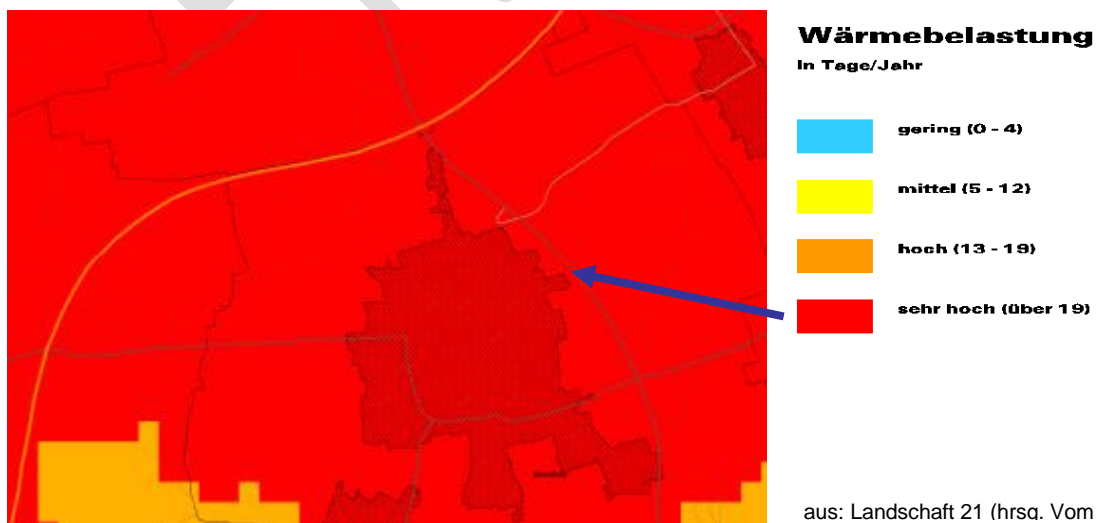 Wärmebelastung
In Tage/Jahr
gering (0 - 4)
mittel (5 - 12)
hoch (13 - 19)
sehr hoch (über 19)
aus: Landschaft 21 (hrsg. Vom